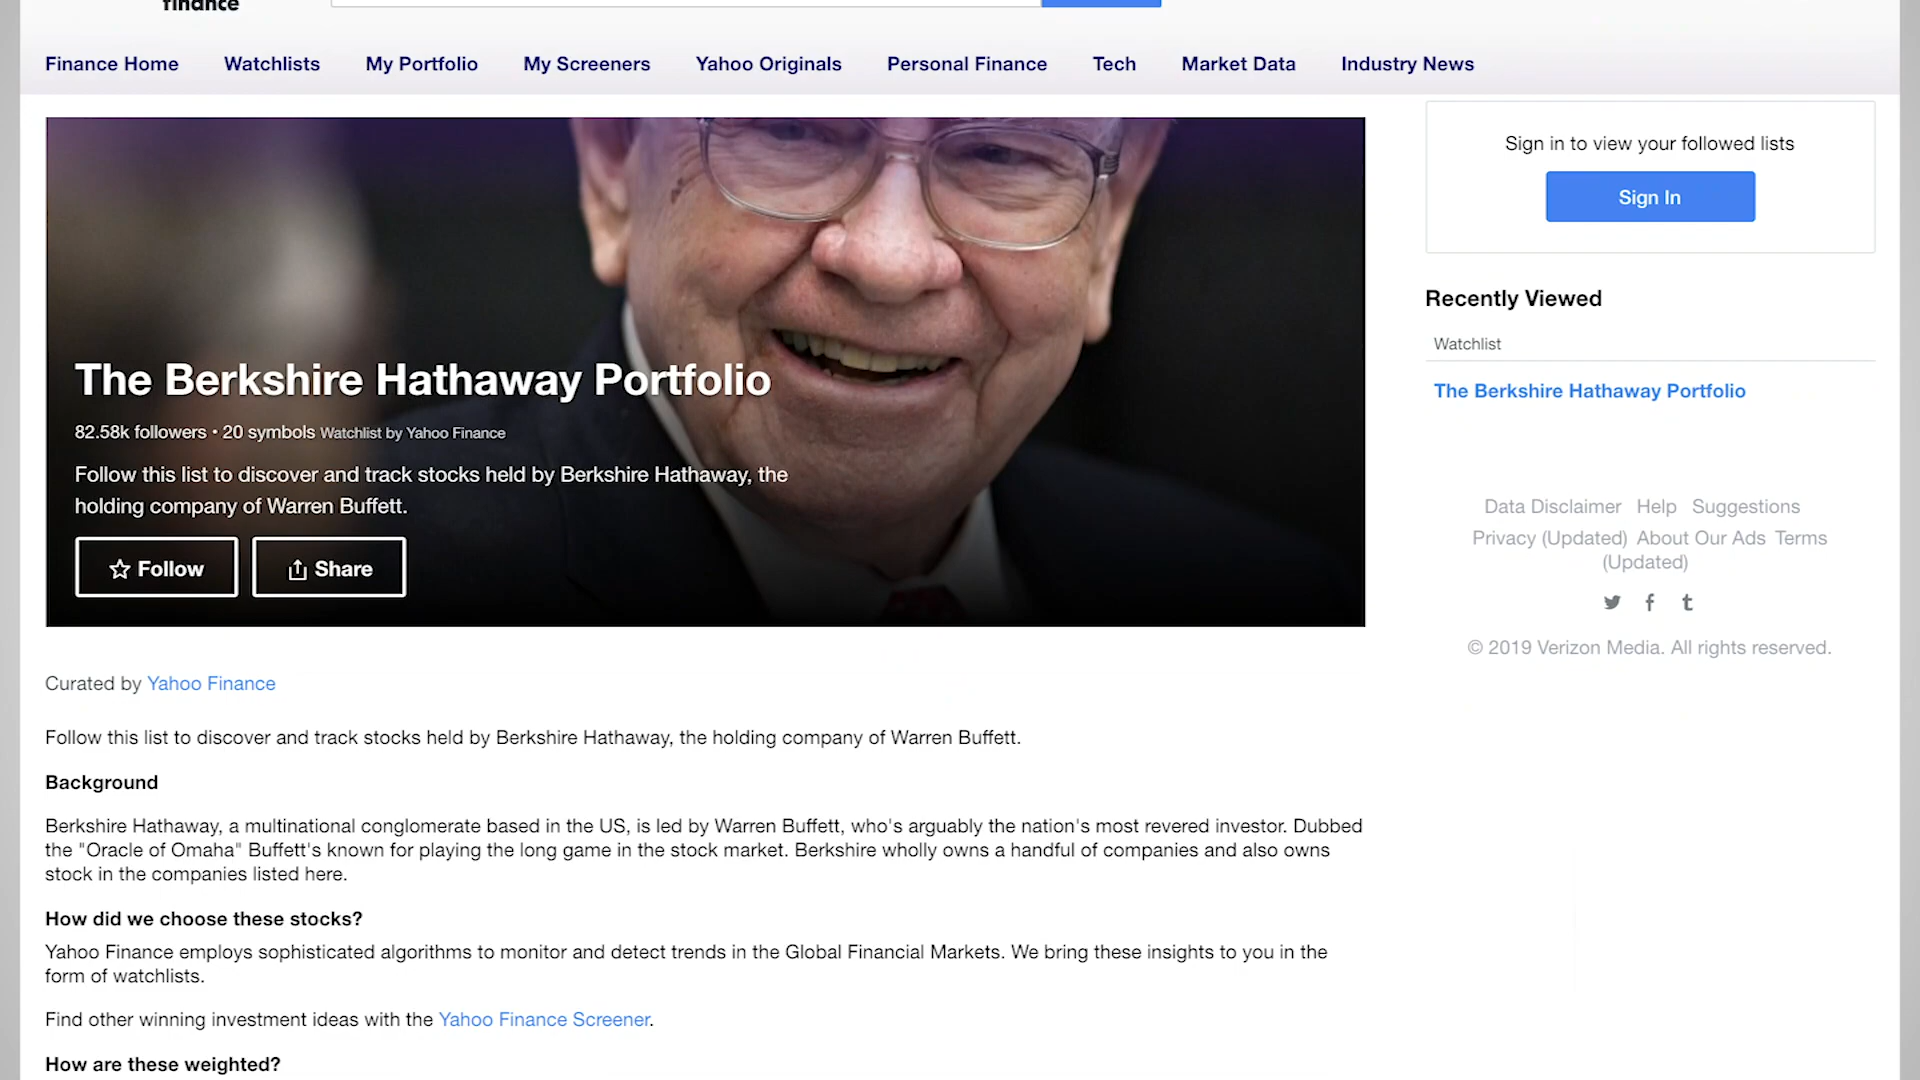 finance
Finance Home
Watchlists
My Portfolio
My Screeners
Yahoo Originals
Personal Finance
Tech
Market Data
Industry News
The Berkshire Hathaway Portfolio
82.58k followers • 20 symbols Watchlist by Yahoo Finance
Follow this list to discover and track stocks held by Berkshire Hathaway, the
holding company of Warren Buffett.
Follow
Share
Curated by Yahoo Finance
Follow this list to discover and track stocks held by Berkshire Hathaway, the holding company of Warren Buffett.
Background
Berkshire Hathaway, a multinational conglomerate based in the US, is led by Warren Buffett, who's arguably the nation's most revered investor. Dubbed
the "Oracle of Omaha" Buffett's known for playing the long game in the stock market. Berkshire wholly owns a handful of companies and also owns
stock in the companies listed here.
How did we choose these stocks?
Yahoo Finance employs sophisticated algorithms to monitor and detect trends in the Global Financial Markets. We bring these insights to you in the
form of watchlists.
Find other winning investment ideas with the Yahoo Finance Screener.
How are these weighted?
Sign in to view your followed lists
Sign In
Recently Viewed
Watchlist
The Berkshire Hathaway Portfolio
Data Disclaimer Help Suggestions
Privacy (Updated) About Our Ads Terms
(Updated)
© 2019 Verizon Media. All rights reserved.